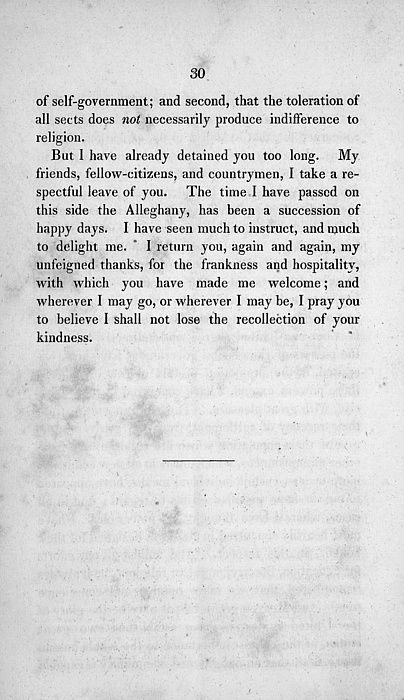 30
of self-government; and second, that the toleration of
all sects does not necessarily produce indifference to
religion.
But I have already detained you too long. My
friends, fellow-citizens, and countrymen, I take a re-
spectful leave of you. The time I have passed on
this side the Alleghany, has been a succession of
happy days. I have seen much to instruct, and much
to delight me. I return you, again and again, my
unfeigned thanks, for the frankness and hospitality,
with which you have made me welcome; and
wherever I may go, or wherever I may be, I pray you
to believe I shall not lose the recollection of your
kindness.